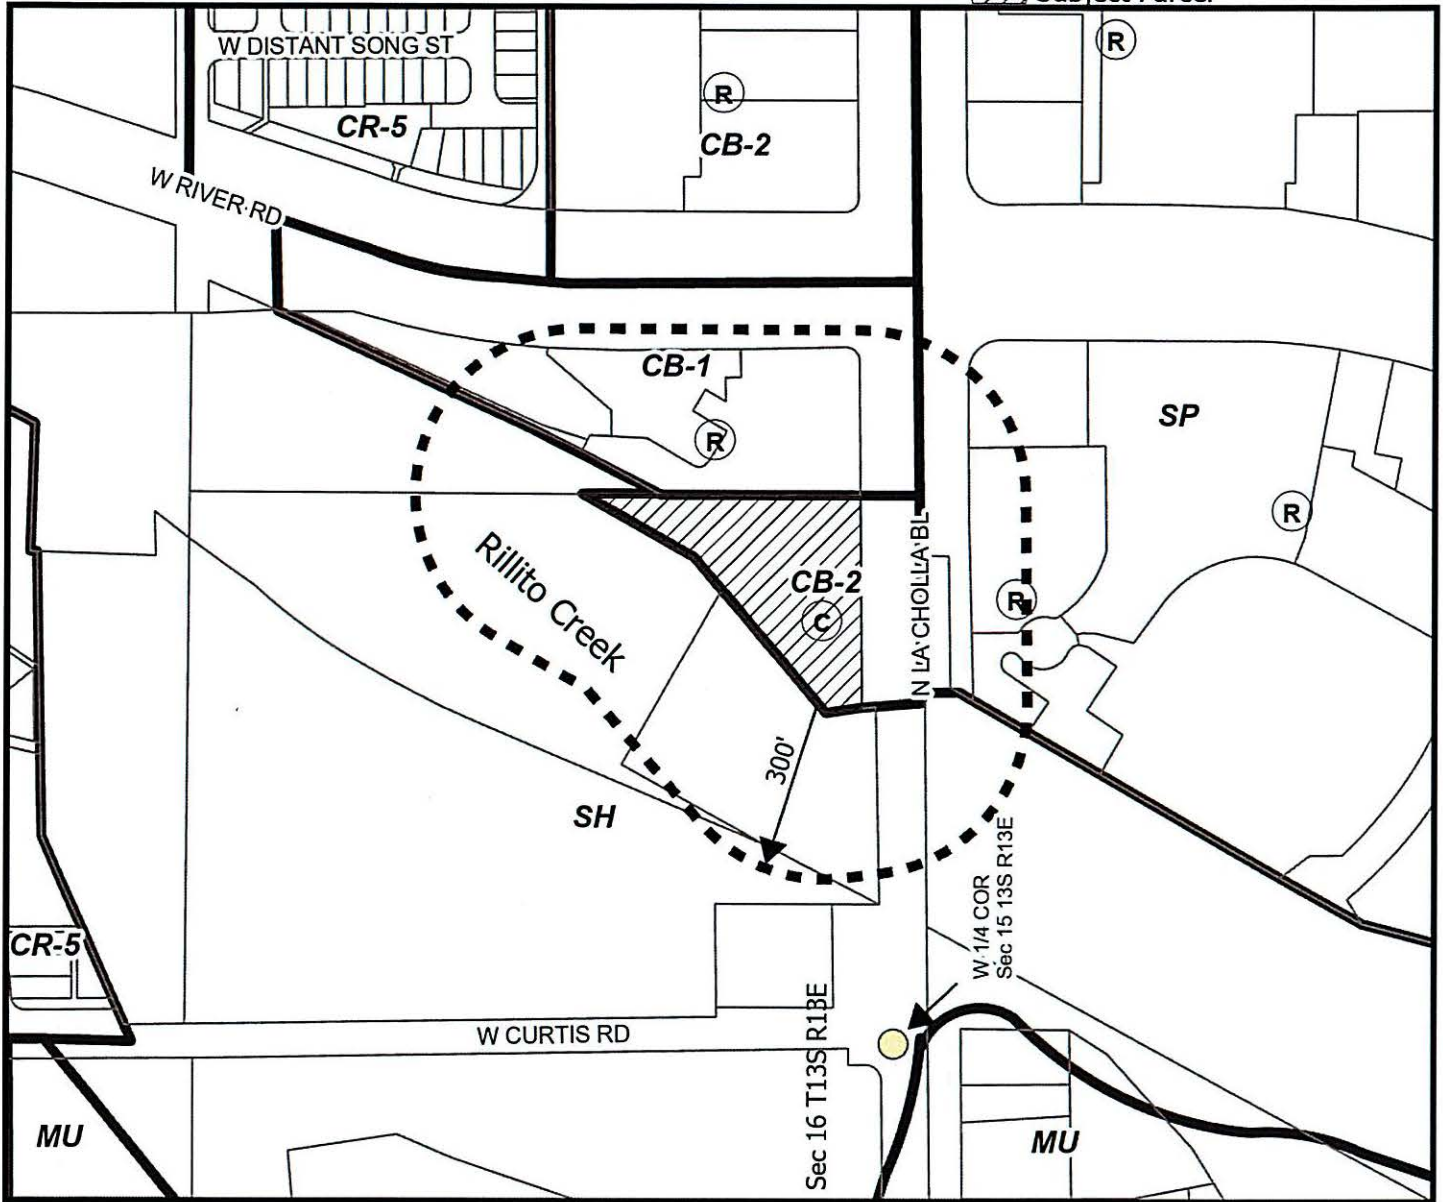 Subject Parcel
W DISTANT SONG ST
R
R
CR-5
CB-2
W RIVER RD
CB-1
R
SP
R
CB-2
C
R
Rillito Creek
N LA CHOLLA BL
300'
SH
W 1/4 COR
Sec 15 13S R13E
CR-5
W CURTIS RD
Sec 16 T13S R13E
MU
MU